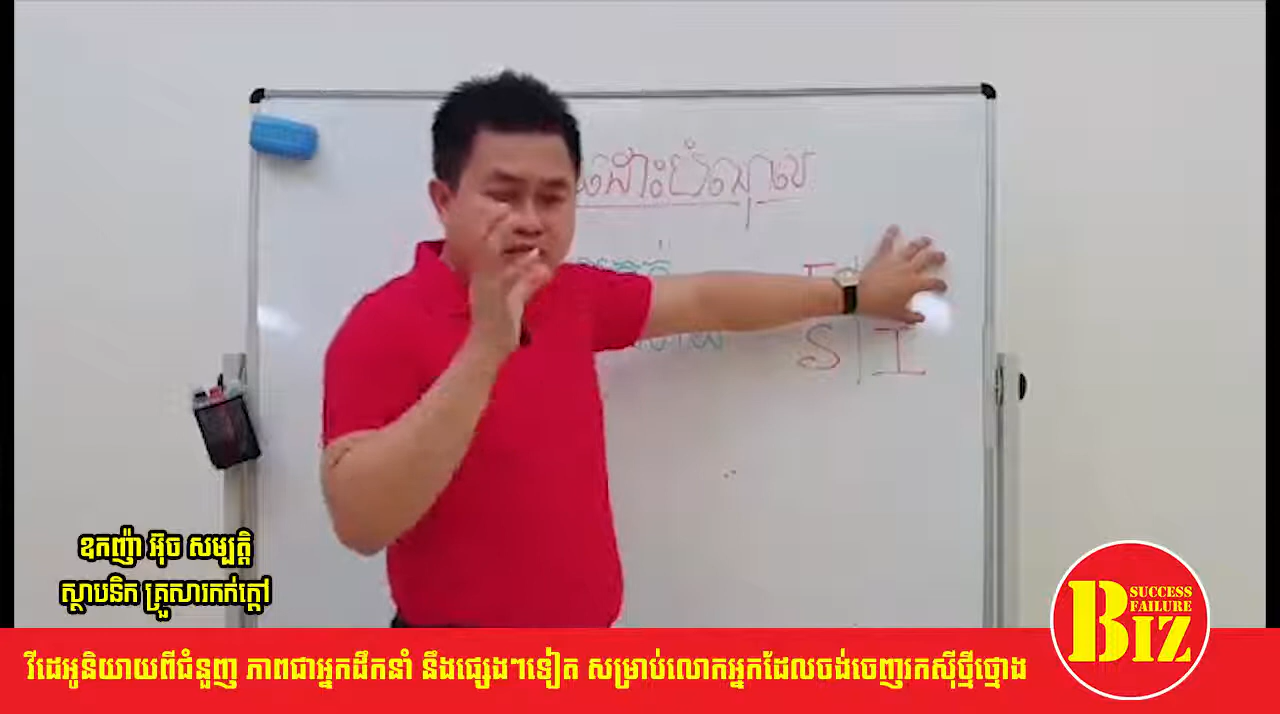 ដោះបំណុល
S | I
ឧកញ៉ា អ៊ុច សម្បត្តិ
ស្ថាបនិក គ្រួសារកក់ក្តៅ
SUCCESS
FAILURE
BIZ
វីដេអូនិយាយពីជំនួញ ភាពជាអ្នកដឹកនាំ នឹងផ្សេងៗទៀត សម្រាប់លោកអ្នកដែលចង់ចេញរកស៊ីថ្មីថ្មោង